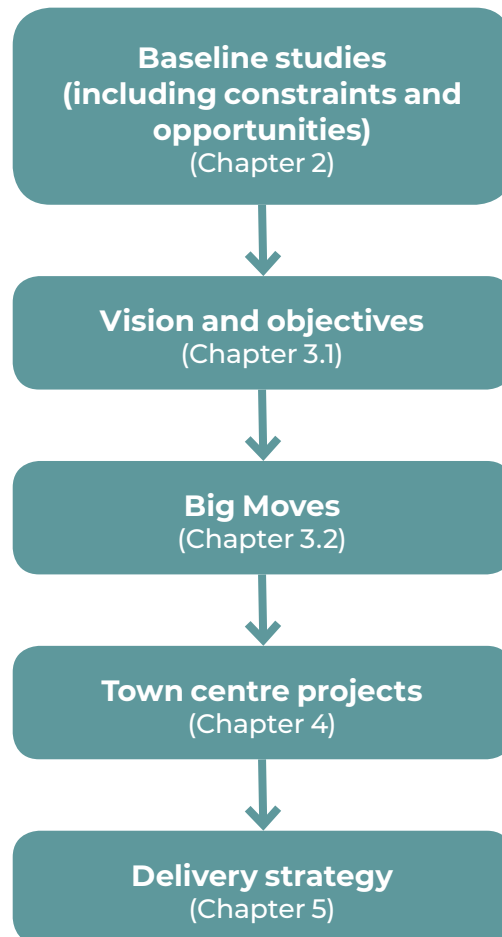 Baseline studies
(including constraints and
opportunities)
(Chapter 2)
Vision and objectives
(Chapter 3.1)
Big Moves
(Chapter 3.2)
Town centre projects
(Chapter 4)
Delivery strategy
(Chapter 5)